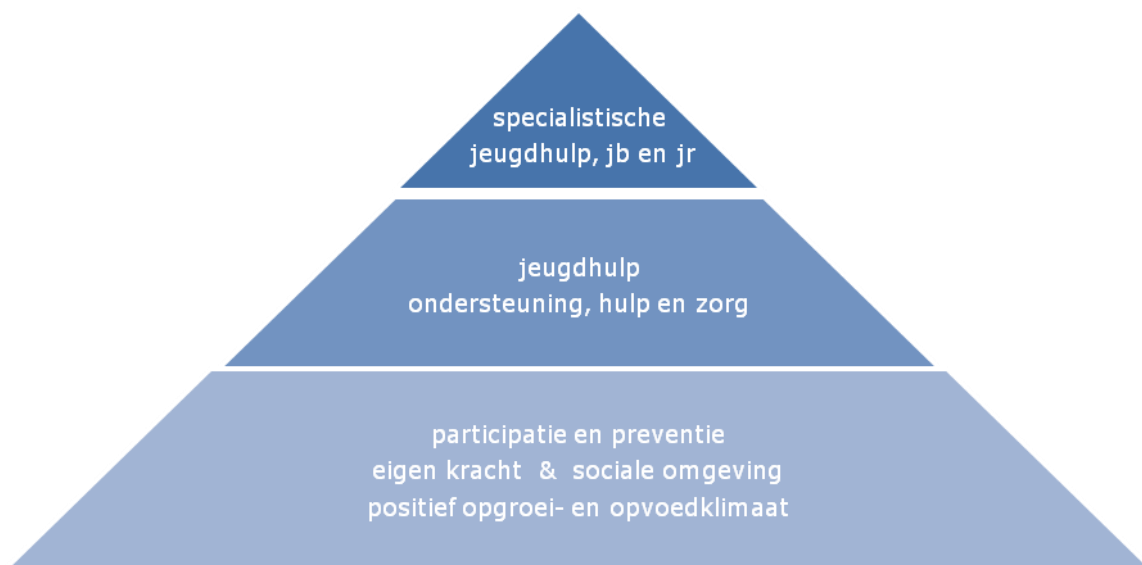 specialistische
jeugdhulp, jb en jr
jeugdhulp
ondersteuning, hulp en zorg
participatie en preventie
eigen kracht & sociale omgeving
positief opgroei- en opvoedklimaat